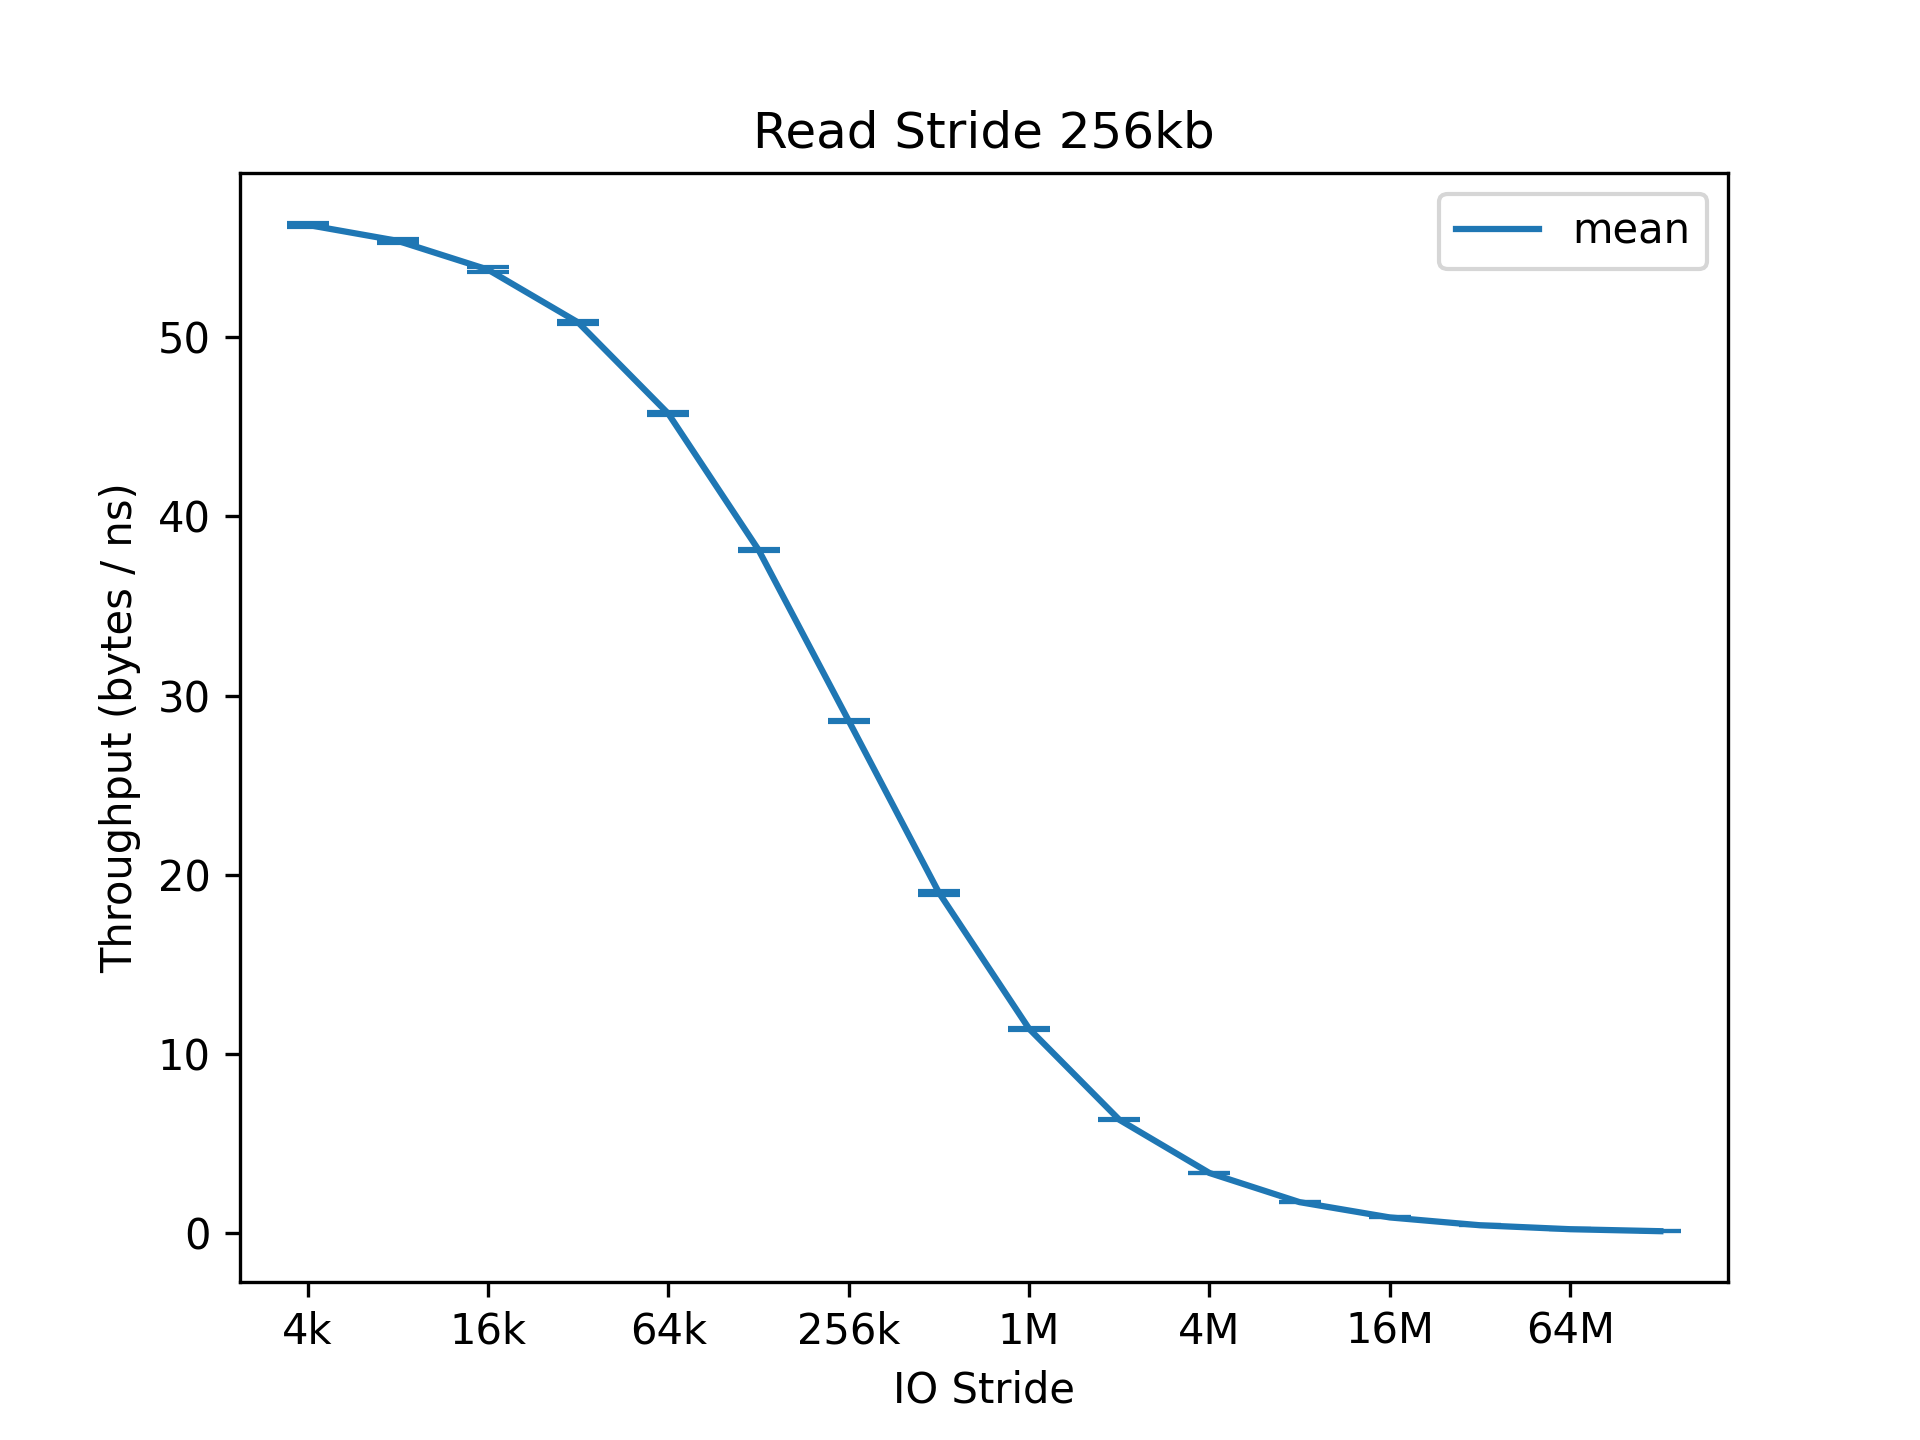 Read Stride 256kb
mean
Throughput (bytes / ns)
50
40
30
20
10
0
4k 16k 64k 256k 1M 4M 16M 64M
IO Stride